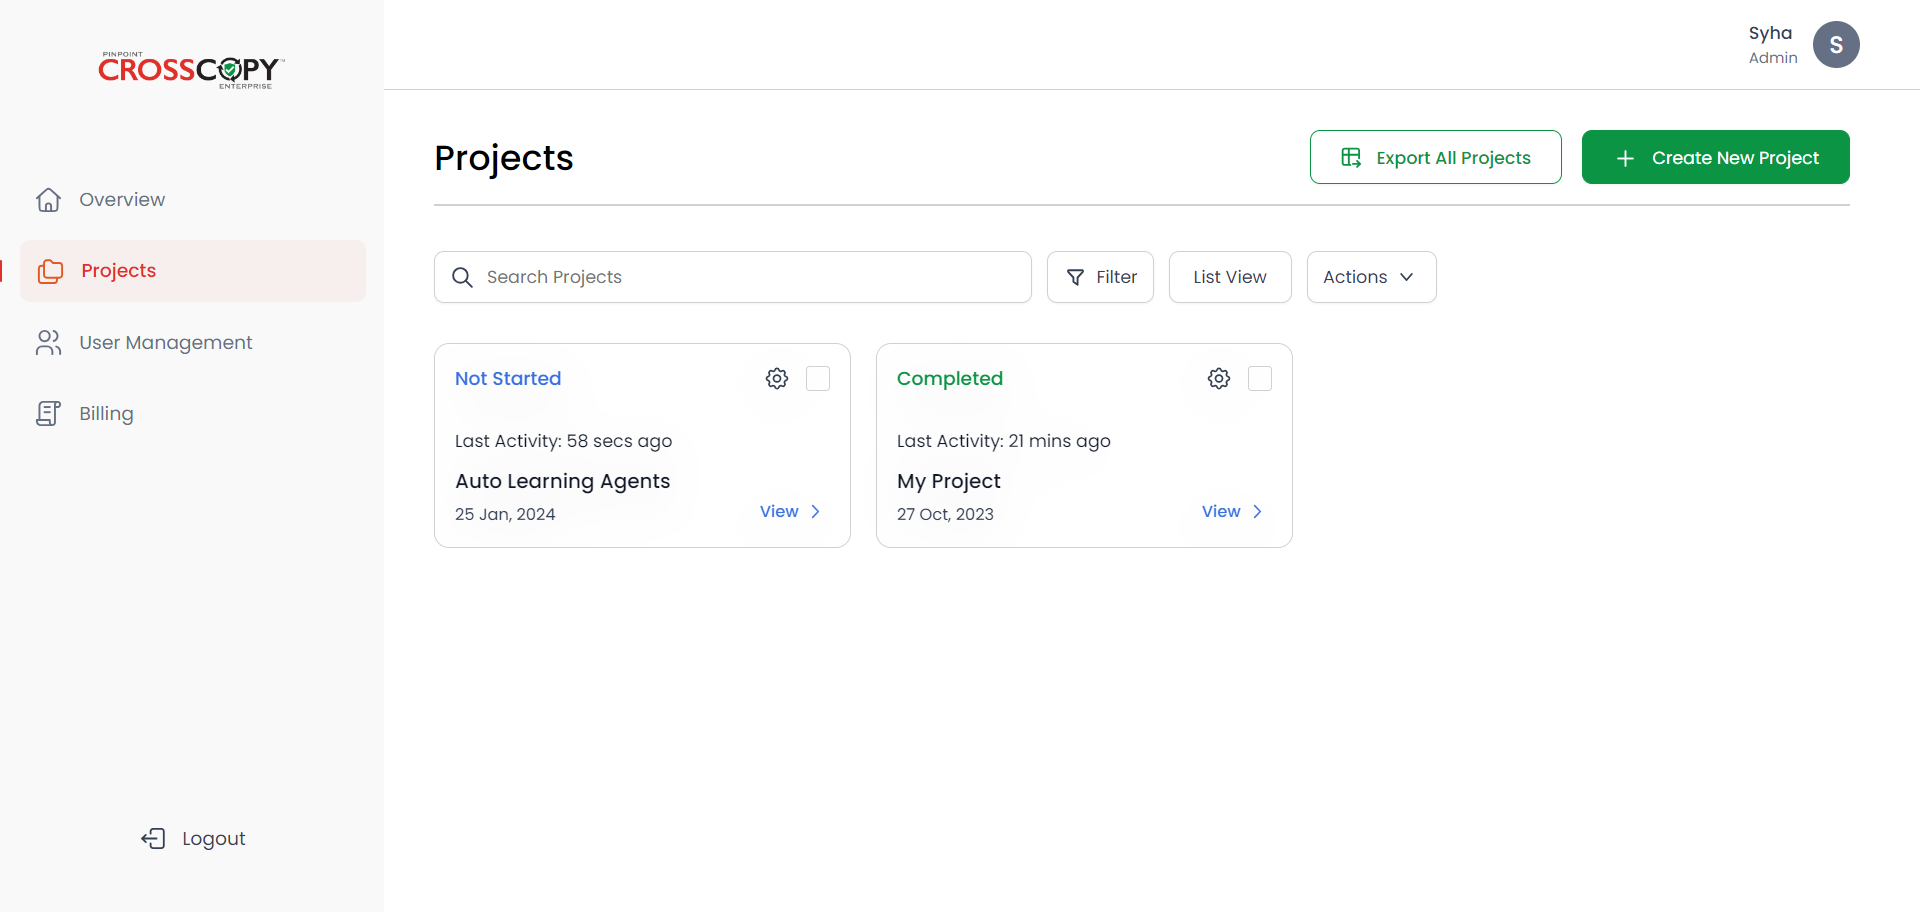 PINPOINT
CROSSCOPY™
ENTERPRISE
Syha
Admin
S
Overview
Projects
User Management
Billing
Logout
Projects
Export All Projects
Create New Project
Search Projects
Filter
List View
Actions
Not Started
Last Activity: 58 secs ago
Auto Learning Agents
25 Jan, 2024
View
Completed
Last Activity: 21 mins ago
My Project
27 Oct, 2023
View